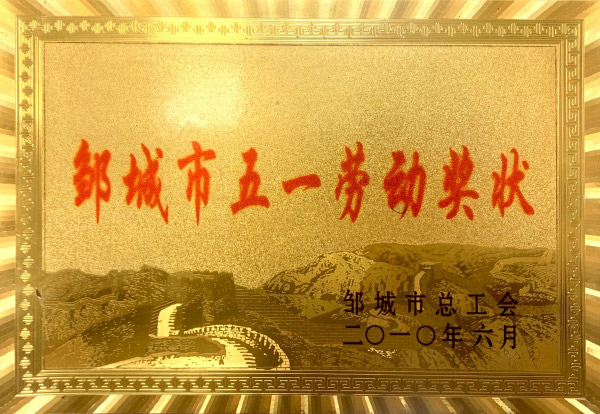 邹城市五一劳动奖状
邹城市总工会
二〇一〇年六月